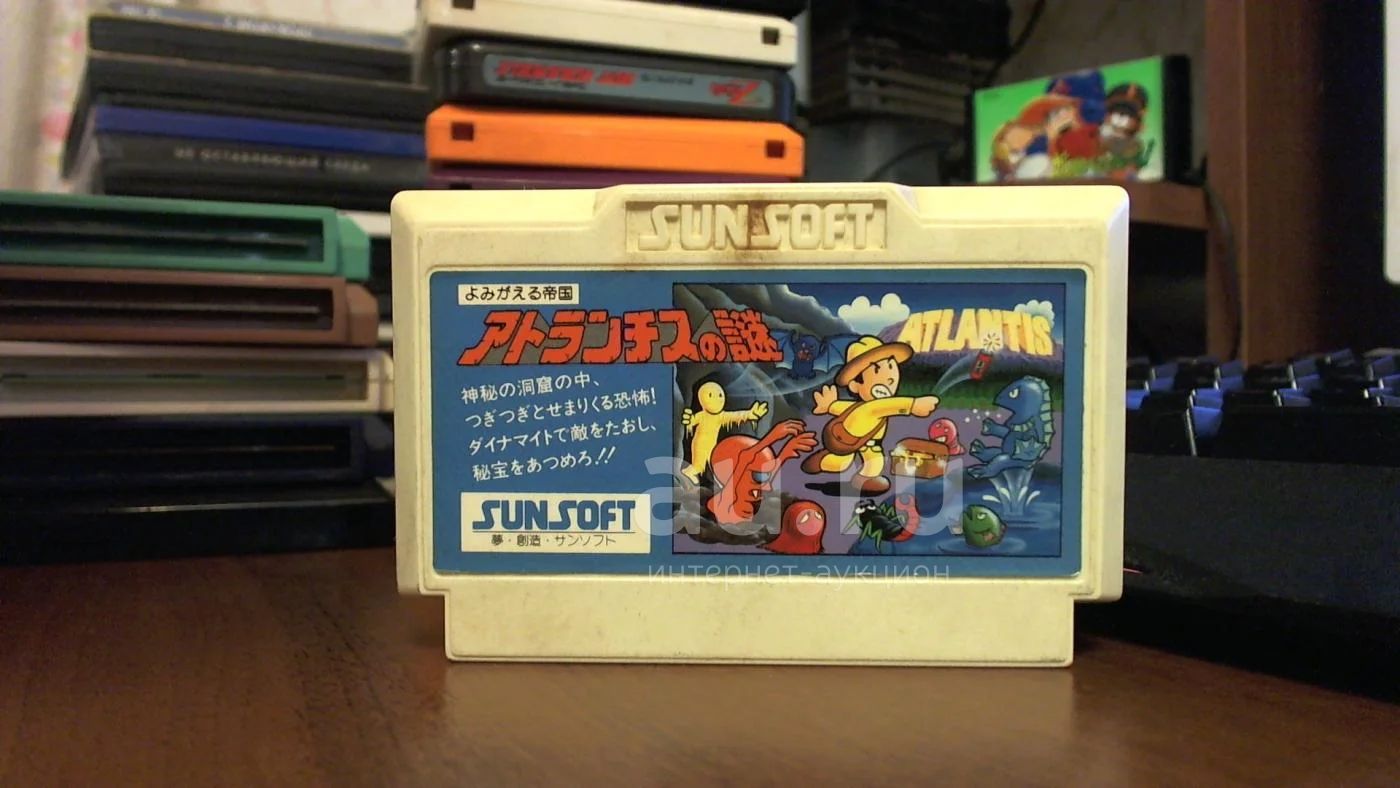 SUNSOFT
よみがえる帝国
アトランチスの謎
ATLANTIS
神秘の洞窟の中、
つぎつぎとせまりくる恐怖!
ダイナマイトで敵をたおし、
秘宝をあつめろ!!
SUNSOFT
夢・創造・サンソフト
au.ru
интернет-аукцион